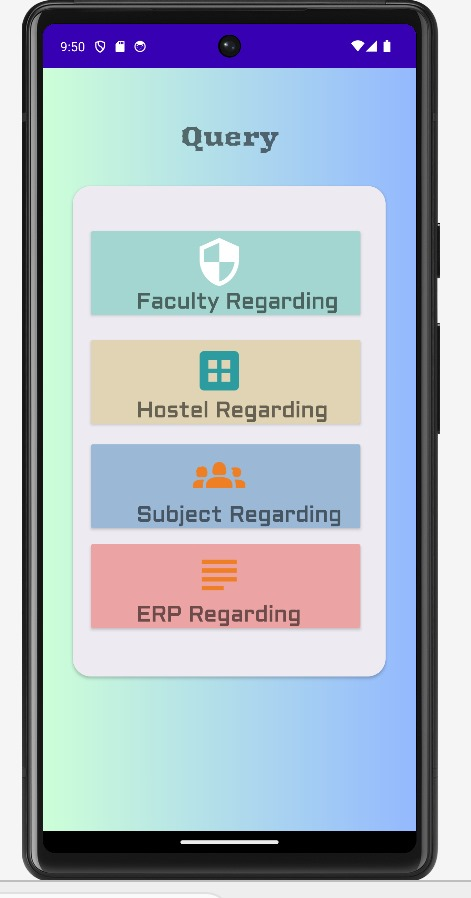 9:50
Query
Faculty Regarding
Hostel Regarding
Subject Regarding
ERP Regarding